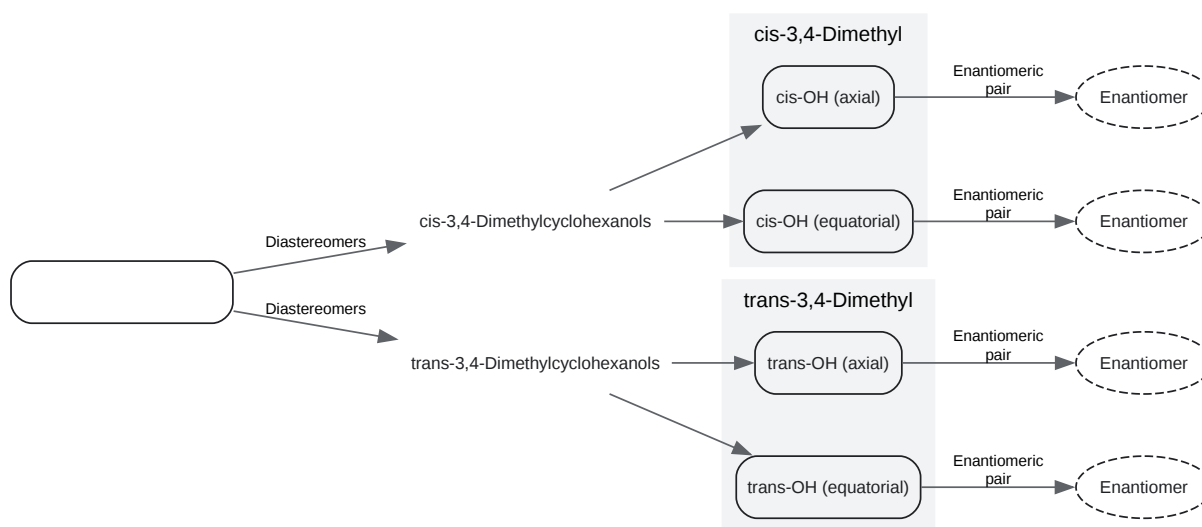 cis-3,4-Dimethyl
cis-OH (axial)
Enantiomeric
pair
Enantiomer
cis-OH (equatorial)
Enantiomeric
pair
Enantiomer
cis-3,4-Dimethylcyclohexanols
Diastereomers
Diastereomers
trans-3,4-Dimethylcyclohexanols
trans-3,4-Dimethyl
trans-OH (axial)
Enantiomeric
pair
Enantiomer
trans-OH (equatorial)
Enantiomeric
pair
Enantiomer